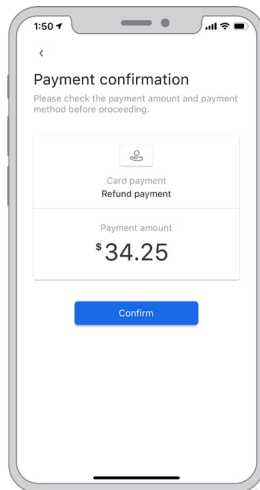 1:50
Payment confirmation
Please check the payment amount and payment
method before proceeding.
Card payment
Refund payment
Payment amount
$34.25
Confirm